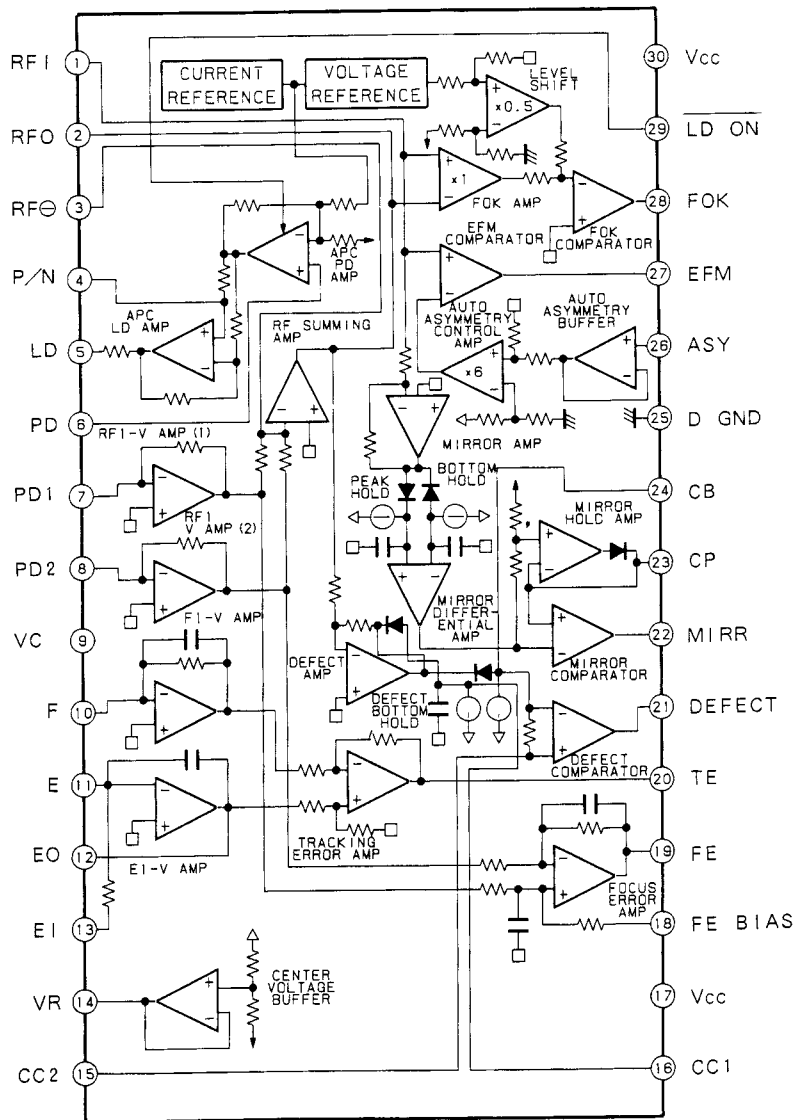 RFI
1
RFO
2
RF⊖
3
P/N
4
LD
5
PD
6
PD1
7
PD2
8
VC
9
F
10
E
11
EO
12
EI
13
VR
14
CC2
15
30
Vcc
29
LD ON
28
FOK
27
EFM
26
ASY
25
D GND
24
CB
23
CP
22
MIRR
21
DEFECT
20
TE
19
FE
18
FE BIAS
17
Vcc
16
CC1
CURRENT
REFERENCE
VOLTAGE
REFERENCE
LEVEL
SHIFT
+
×0.5
−
+
×1
−
FOK AMP
−
+
FOK COMPARATOR
EFM
COMPARATOR
+
−
−
+
APC
PD
AMP
APC
LD AMP
+
−
RF SUMMING
AMP
−
+
AUTO
ASYMMETRY
CONTROL
AMP
+
×6
−
AUTO
ASYMMETRY
BUFFER
+
−
−
+
MIRROR AMP
RF I-V AMP (1)
−
+
RF I
V AMP (2)
−
+
F I-V AMP
−
+
−
+
E I-V AMP
PEAK
HOLD
BOTTOM
HOLD
+
−
MIRROR
DIFFER-
ENTIAL
AMP
MIRROR
HOLD AMP
+
−
+
−
MIRROR
COMPARATOR
DEFECT
AMP
−
+
DEFECT
BOTTOM
HOLD
−
+
DEFECT
COMPARATOR
−
+
TRACKING
ERROR AMP
−
+
FOCUS
ERROR
AMP
+
−
CENTER
VOLTAGE
BUFFER